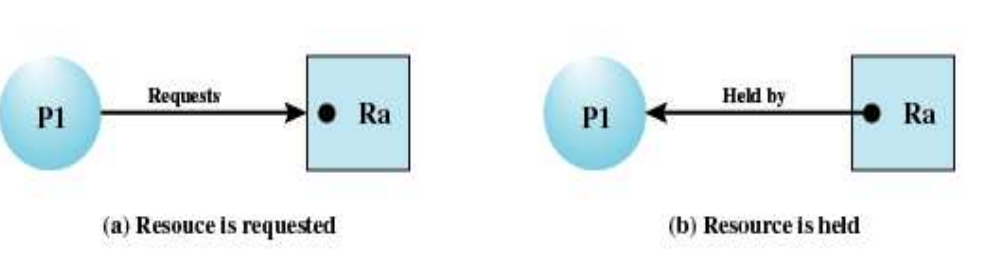 Requests
P1
Ra
(a) Resouce is requested
Held by
P1
Ra
(b) Resource is held